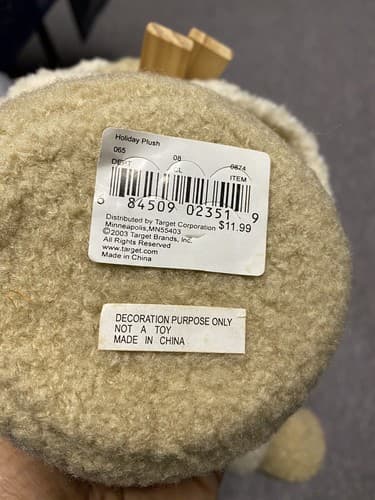 Holiday Plush
065 08 0874
DEPT CL ITEM
84509 02351 9
$11.99
Distributed by Target Corporation
Minneapolis,MN55403
©2003 Target Brands, Inc.
All Rights Reserved
www.target.com
Made in China
DECORATION PURPOSE ONLY
NOT A TOY
MADE IN CHINA